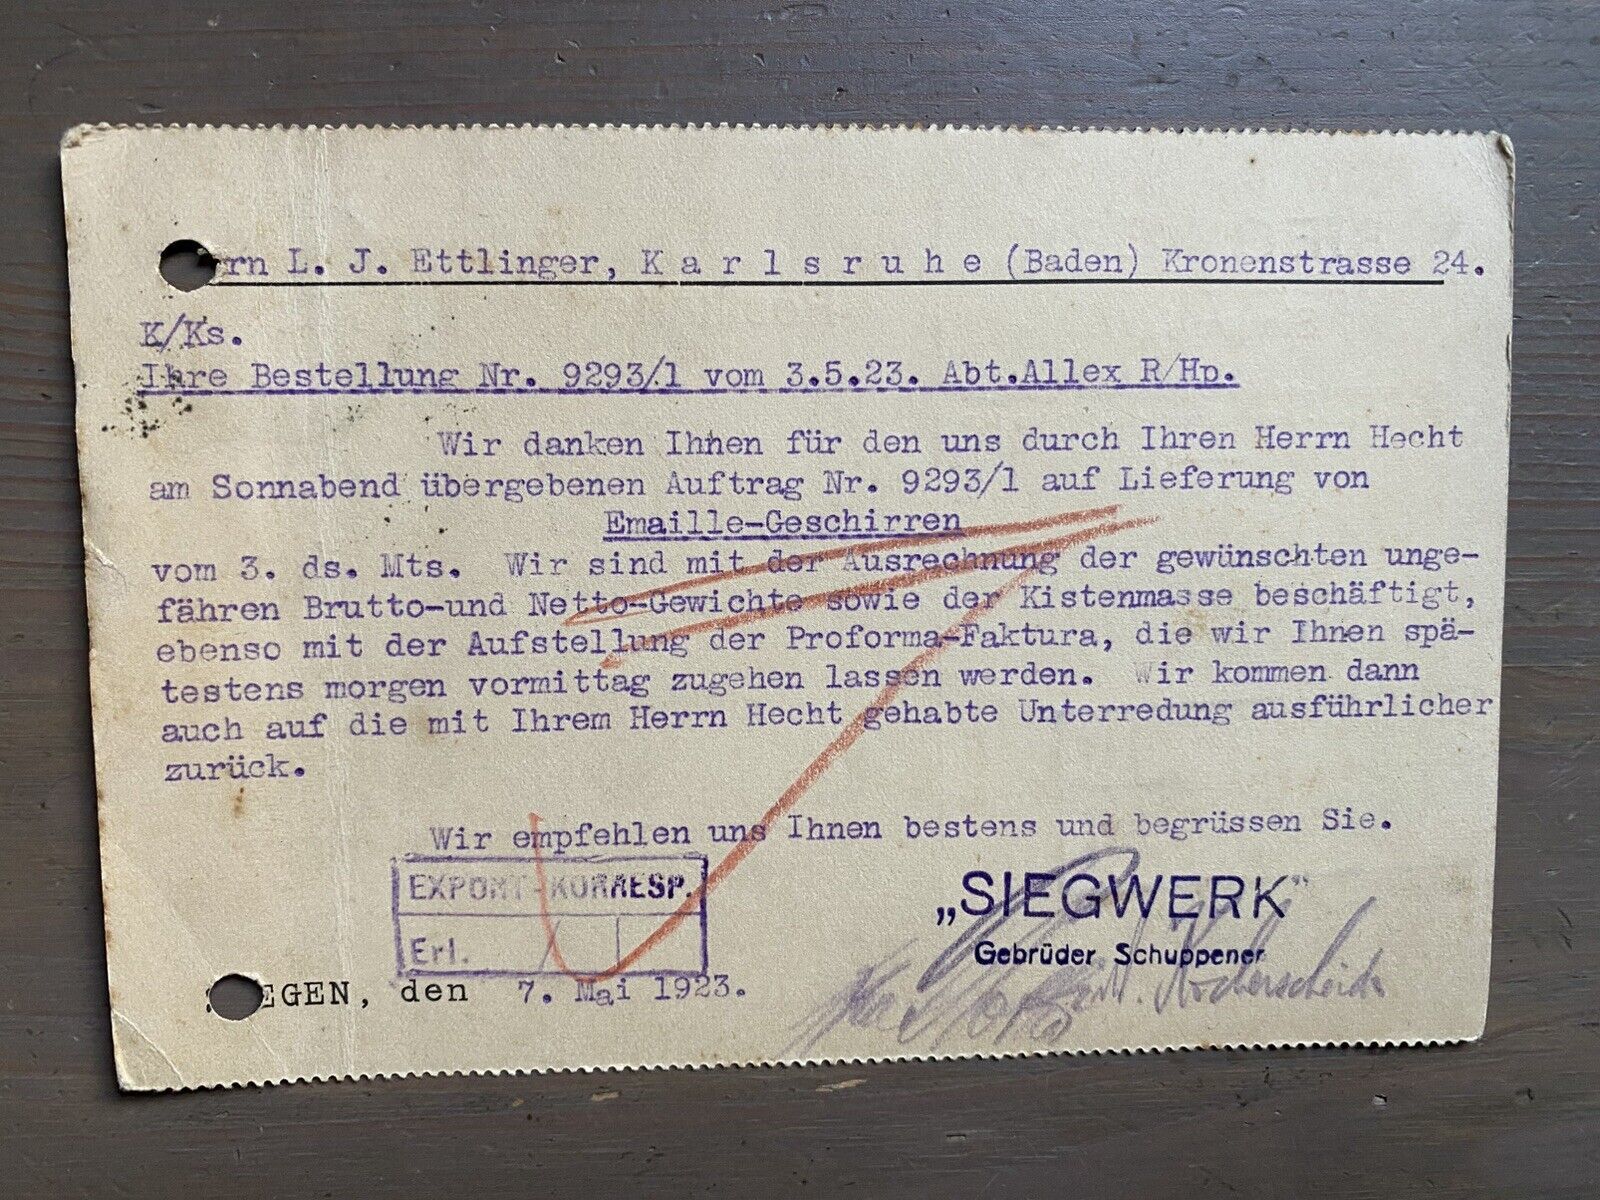 rn L. J. Ettlinger, K a r l s r u h e (Baden) Kronenstrasse 24.
K/Ks.
Ihre Bestellung Nr. 9293/1 vom 3.5.23. Abt.Allex R/Hp.
Wir danken Ihnen für den uns durch Ihren Herrn Hecht
am Sonnabend übergebenen Auftrag Nr. 9293/1 auf Lieferung von
Emaille-Geschirren
vom 3. ds. Mts. Wir sind mit der Ausrechnung der gewünschten unge-
fähren Brutto-und Netto-Gewichte sowie der Kistenmasse beschäftigt,
ebenso mit der Aufstellung der Proforma-Faktura, die wir Ihnen spä-
testens morgen vormittag zugehen lassen werden. Wir kommen dann
auch auf die mit Ihrem Herrn Hecht gehabte Unterredung ausführlicher
zurück.
Wir empfehlen uns Ihnen bestens und begrüssen Sie.
EXPORT-KORRESP.
Erl.
„SIEGWERK"
Gebrüder Schuppener
EGEN, den 7. Mai 1923.